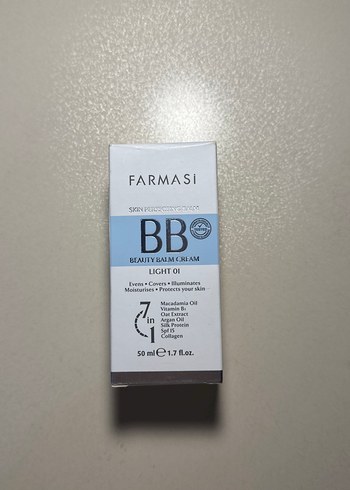 FARMASİ
BB
BEAUTY BALM CREAM
LIGHT 01
Evens • Covers • Illuminates
Moisturises • Protects your skin
7 in 1
Macadamia Oil
Vitamin B₅
Oat Extract
Argan Oil
Silk Protein
Spf 15
Collagen
50 ml ℮ 1.7 fl.oz.